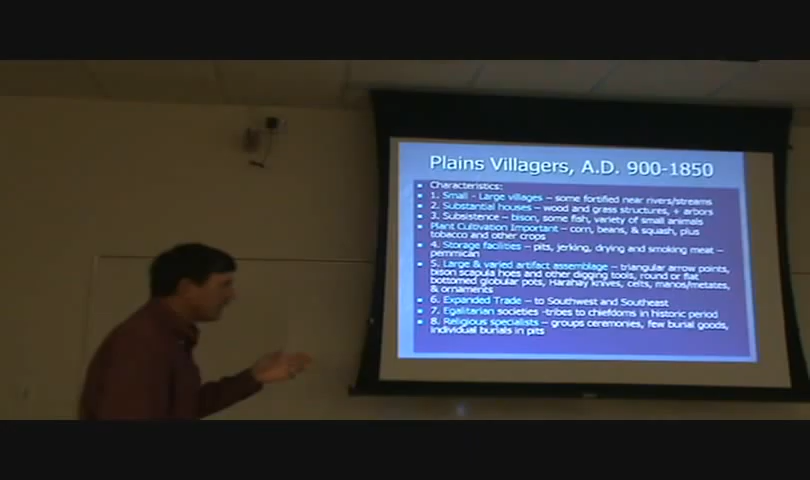 Plains Villagers, A.D. 900-1850
Characteristics:
1. Small - Large villages – some fortified near rivers/streams
2. Substantial houses – wood and grass structures, + arbors
3. Subsistence – bison, some fish, variety of small animals
Plant Cultivation Important – corn, beans, & squash, plus
tobacco and other crops
4. Storage facilities – pits, jerking, drying and smoking meat –
pemmican
5. Large & varied artifact assemblage – triangular arrow points,
bison scapula hoes and other digging tools, round or flat
bottomed globular pots, Harahay knives, celts, manos/metates,
& ornaments
6. Expanded Trade – to Southwest and Southeast
7. Egalitarian societies -tribes to chiefdoms in historic period
8. Religious specialists – groups ceremonies, few burial goods,
individual burials in pits